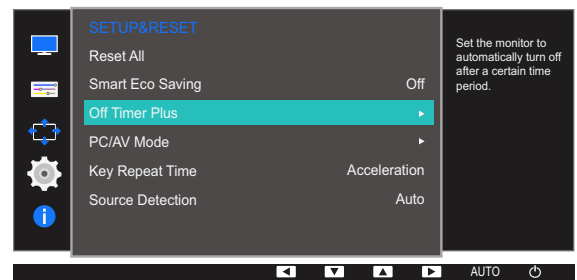 SETUP&RESET
Reset All
Smart Eco Saving Off
Off Timer Plus
PC/AV Mode
Key Repeat Time Acceleration
Source Detection Auto
Set the monitor to
automatically turn off
after a certain time
period.
AUTO